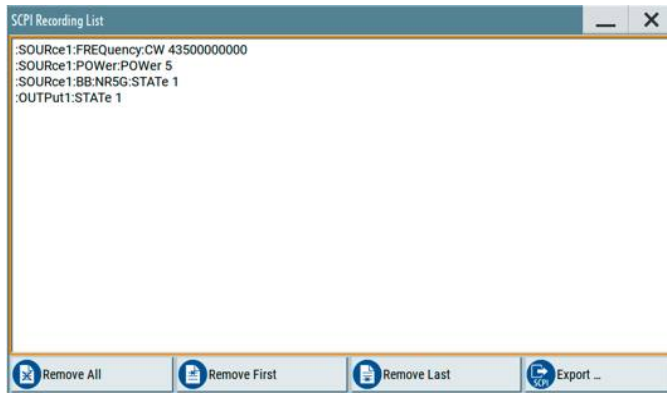 SCPI Recording List
:SOURce1:FREQuency:CW 43500000000
:SOURce1:POWer:POWer 5
:SOURce1:BB:NR5G:STATe 1
:OUTPut1:STATe 1
Remove All
Remove First
Remove Last
SCPI
Export ...